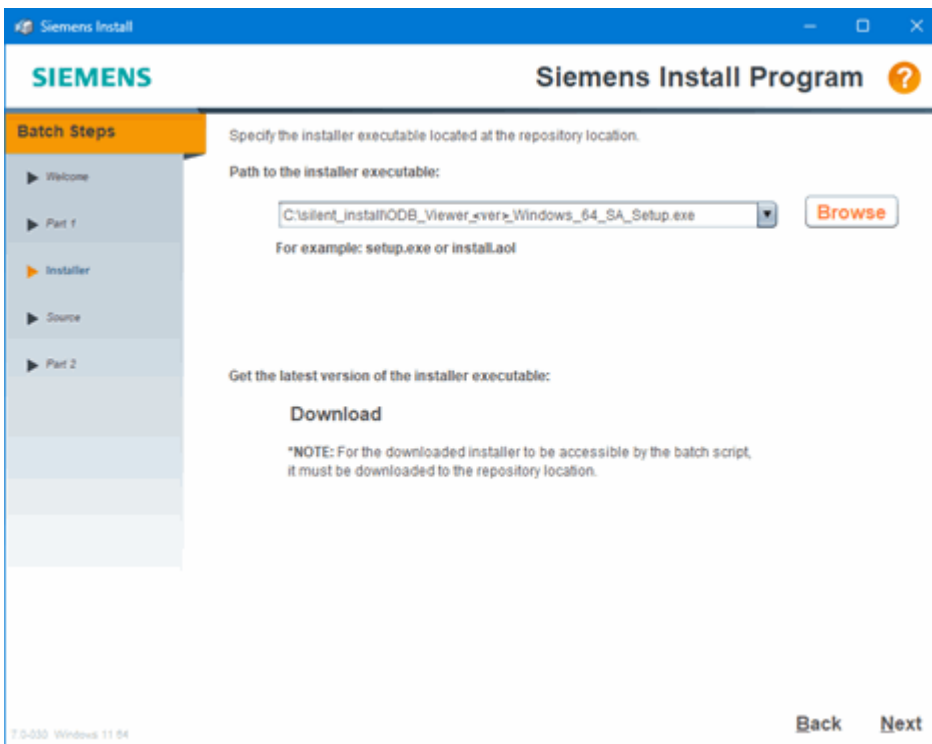 Siemens Install
SIEMENS
Siemens Install Program ?
Batch Steps
Welcome
Part 1
Installer
Source
Part 2
Specify the installer executable located at the repository location.
Path to the installer executable:
C:\silent_install\ODB_Viewer_<ver>_Windows_64_SA_Setup.exe
Browse
For example: setup.exe or install.aol
Get the latest version of the installer executable:
Download
*NOTE: For the downloaded installer to be accessible by the batch script,
it must be downloaded to the repository location.
7.0-030 Windows 11 64
Back Next